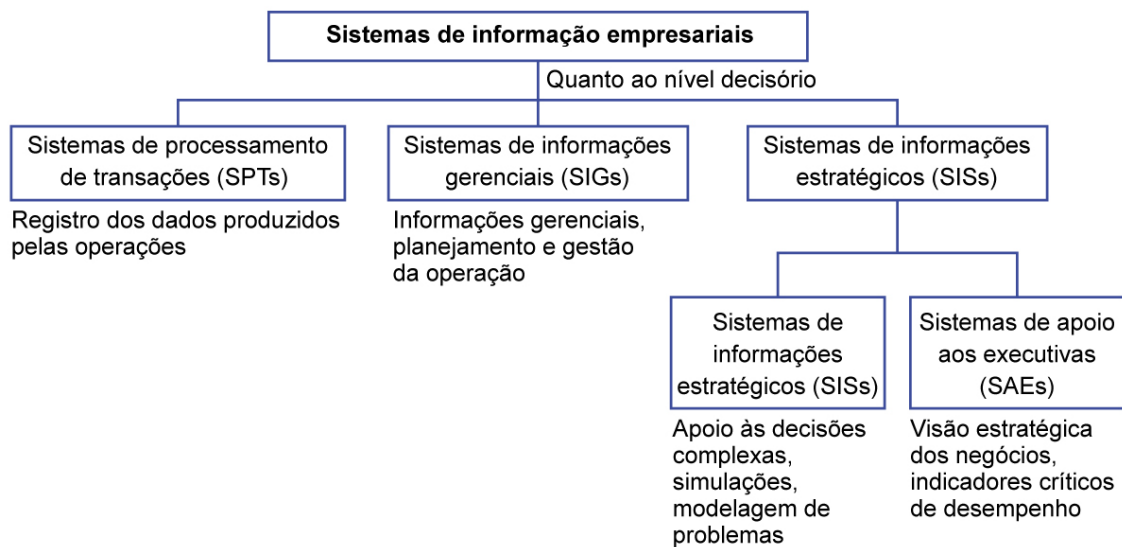 Sistemas de informação empresariais
Quanto ao nível decisório
Sistemas de processamento
de transações (SPTs)
Registro dos dados produzidos
pelas operações
Sistemas de informações
gerenciais (SIGs)
Informações gerenciais,
planejamento e gestão
da operação
Sistemas de informações
estratégicos (SISs)
Sistemas de
informações
estratégicos (SISs)
Apoio às decisões
complexas,
simulações,
modelagem de
problemas
Sistemas de apoio
aos executivas
(SAEs)
Visão estratégica
dos negócios,
indicadores críticos
de desempenho